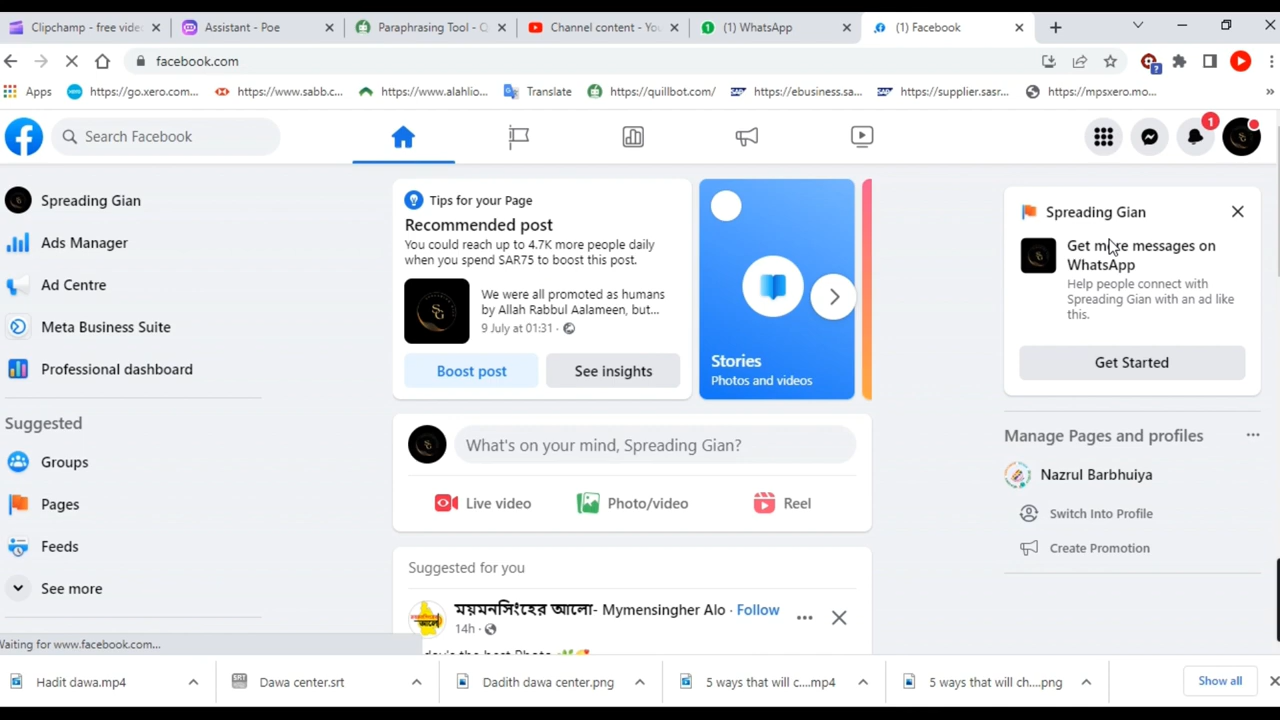 Clipchamp - free vide
Assistant - Poe
Paraphrasing Tool - Q
Channel content - You
(1) WhatsApp
(1) Facebook
facebook.com
Apps
https://go.xero.com...
https://www.sabb.c...
https://www.alahlio...
Translate
https://quillbot.com/
https://ebusiness.sa...
https://supplier.sasr...
https://mpsxero.mo...
Search Facebook
1
Spreading Gian
Ads Manager
Ad Centre
Meta Business Suite
Professional dashboard
Suggested
Groups
Pages
Feeds
See more
Waiting for www.facebook.com...
Tips for your Page
Recommended post
You could reach up to 4.7K more people daily
when you spend SAR75 to boost this post.
We were all promoted as humans
by Allah Rabbul Aalameen, but...
9 July at 01:31 ·
Boost post
See insights
Stories
Photos and videos
What's on your mind, Spreading Gian?
Live video
Photo/video
Reel
Suggested for you
ময়মনসিংহের আলো- Mymensingher Alo · Follow
14h ·
day's the best Photo
Spreading Gian
Get more messages on
WhatsApp
Help people connect with
Spreading Gian with an ad like
this.
Get Started
Manage Pages and profiles
Nazrul Barbhuiya
Switch Into Profile
Create Promotion
Hadit dawa.mp4
Dawa center.srt
Dadith dawa center.png
5 ways that will c....mp4
5 ways that will ch....png
Show all